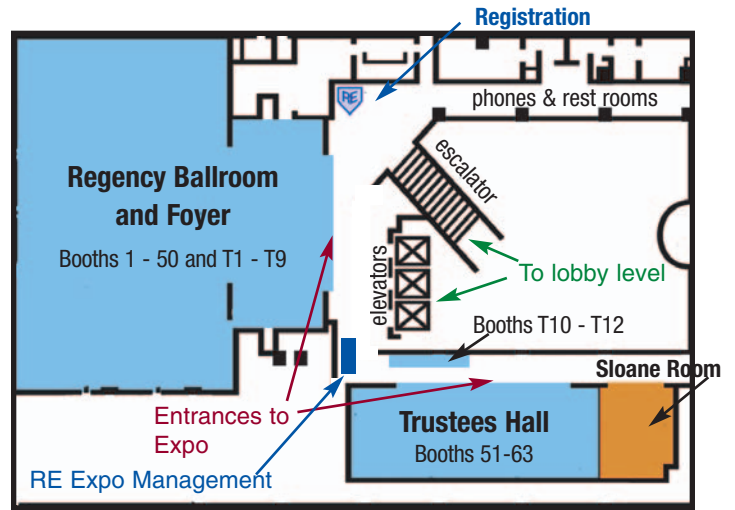 Registration
RE
phones & rest rooms
escalator
Regency Ballroom
and Foyer
Booths 1 - 50 and T1 - T9
elevators
To lobby level
Booths T10 - T12
Sloane Room
Entrances to
Expo
Trustees Hall
Booths 51-63
RE Expo Management